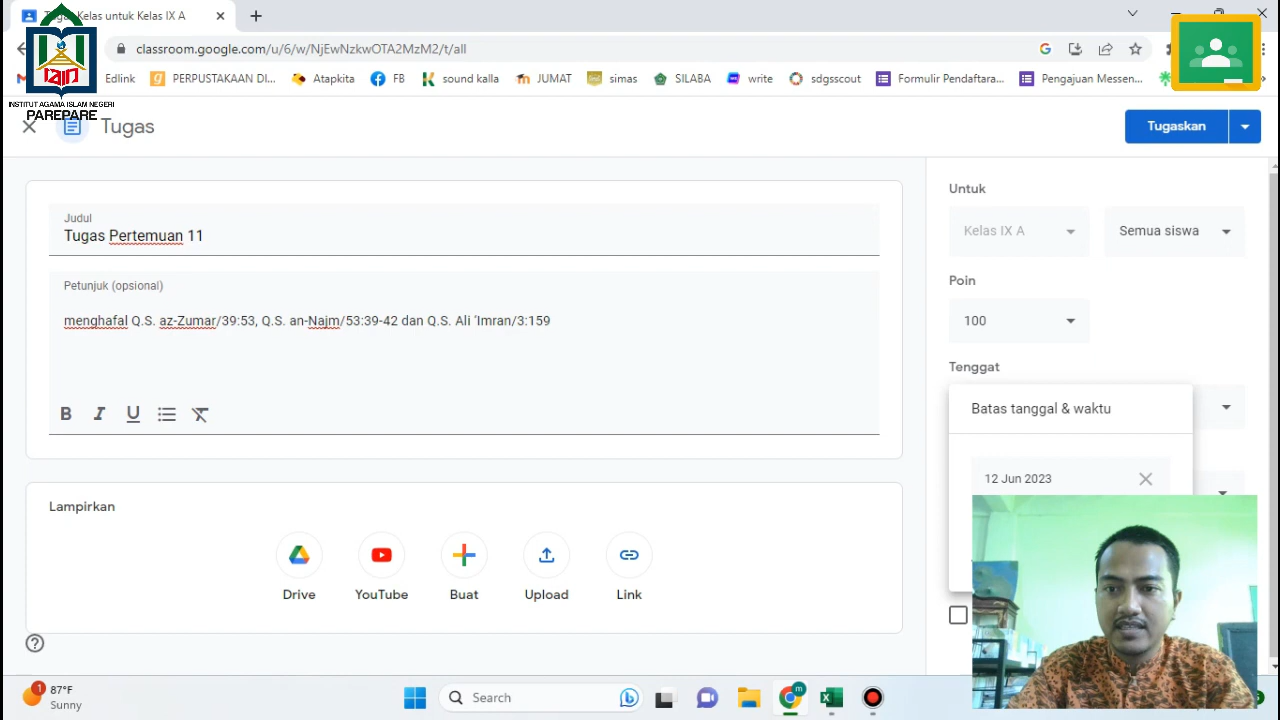 Tugas Kelas untuk Kelas IX A
classroom.google.com/u/6/w/NjEwNzkwOTA2MzM2/t/all
Edlink
PERPUSTAKAAN DI...
Atapkita
FB
sound kalla
JUMAT
simas
SILABA
write
sdgsscout
Formulir Pendaftara...
Pengajuan Messen...
iain
INSTITUT AGAMA ISLAM NEGERI
PAREPARE
Tugas
Tugaskan
Judul
Tugas Pertemuan 11
Petunjuk (opsional)
menghafal Q.S. az-Zumar/39:53, Q.S. an-Najm/53:39-42 dan Q.S. Ali ‘Imran/3:159
B I U
Lampirkan
Drive
YouTube
Buat
Upload
Link
Untuk
Kelas IX A
Semua siswa
Poin
100
Tenggat
Batas tanggal & waktu
12 Jun 2023
1
87°F
Sunny
Search
m